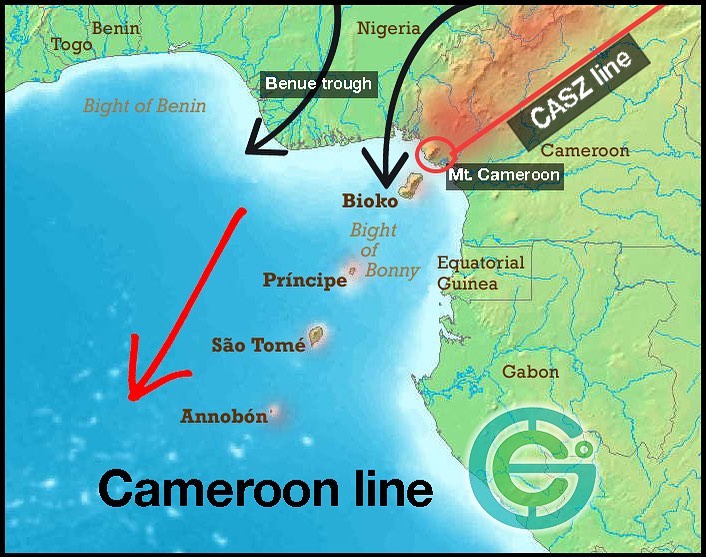 Benin
Togo
Nigeria
Benue trough
Bight of Benin
CASZ line
Cameroon
Mt. Cameroon
Bioko
Bight
of
Bonny
Equatorial
Guinea
Príncipe
São Tomé
Gabon
Annobón
Cameroon line